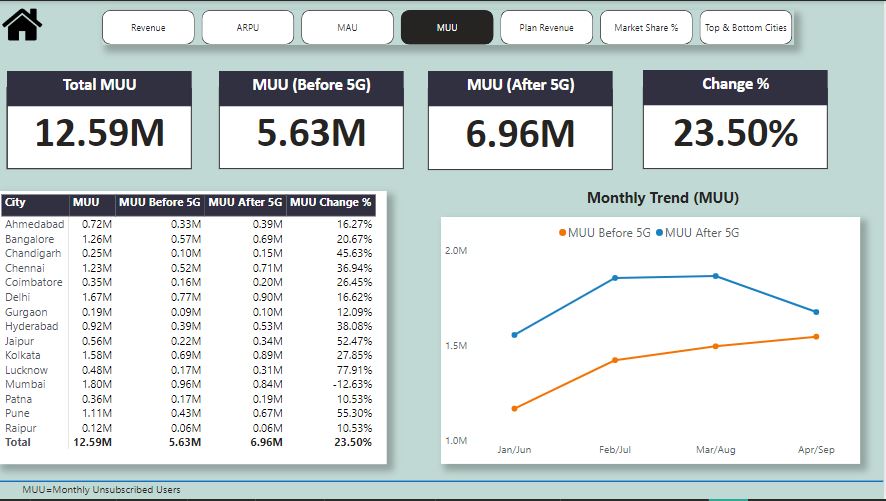 Revenue ARPU MAU MUU Plan Revenue Market Share % Top & Bottom Cities
Total MUU
12.59M
MUU (Before 5G)
5.63M
MUU (After 5G)
6.96M
Change %
23.50%
City MUU MUU Before 5G MUU After 5G MUU Change %
Ahmedabad 0.72M 0.33M 0.39M 16.27%
Bangalore 1.26M 0.57M 0.69M 20.67%
Chandigarh 0.25M 0.10M 0.15M 45.63%
Chennai 1.23M 0.52M 0.71M 36.94%
Coimbatore 0.35M 0.16M 0.20M 26.45%
Delhi 1.67M 0.77M 0.90M 16.62%
Gurgaon 0.19M 0.09M 0.10M 12.09%
Hyderabad 0.92M 0.39M 0.53M 38.08%
Jaipur 0.56M 0.22M 0.34M 52.47%
Kolkata 1.58M 0.69M 0.89M 27.85%
Lucknow 0.48M 0.17M 0.31M 77.91%
Mumbai 1.80M 0.96M 0.84M -12.63%
Patna 0.36M 0.17M 0.19M 10.53%
Pune 1.11M 0.43M 0.67M 55.30%
Raipur 0.12M 0.06M 0.06M 10.53%
Total 12.59M 5.63M 6.96M 23.50%
Monthly Trend (MUU)
MUU Before 5G MUU After 5G
2.0M
1.5M
1.0M
Jan/Jun Feb/Jul Mar/Aug Apr/Sep
MUU=Monthly Unsubscribed Users